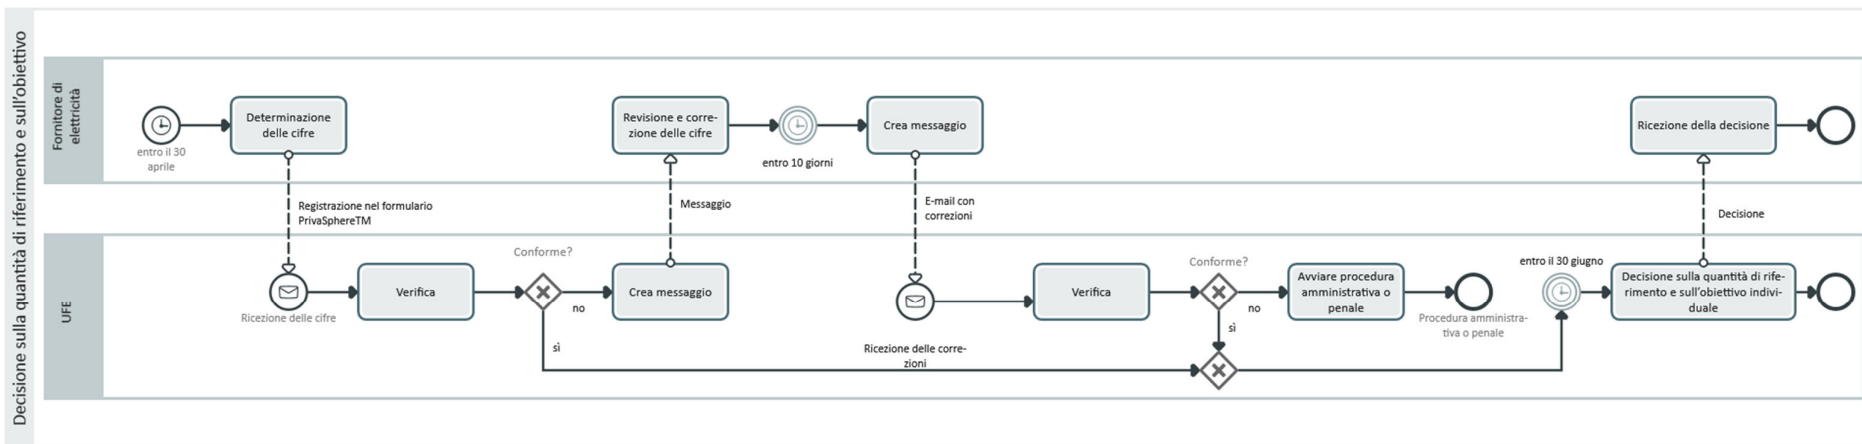 Decisione sulla quantità di riferimento e sull'obiettivo
Fornitore di
elettricità
entro il 30
aprile
Determinazione
delle cifre
Revisione e corre-
zione delle cifre
entro 10 giorni
Crea messaggio
Ricezione della decisione
Registrazione nel formulario
PrivaSphereTM
Messaggio
E-mail con
correzioni
Decisione
UFE
Ricezione delle cifre
Verifica
Conforme?
no
sì
Crea messaggio
Ricezione delle corre-
zioni
Verifica
Conforme?
no
sì
Avviare procedura
amministrativa o
penale
Procedura amministra-
tiva o penale
entro il 30 giugno
Decisione sulla quantità di rife-
rimento e sull'obiettivo indivi-
duale